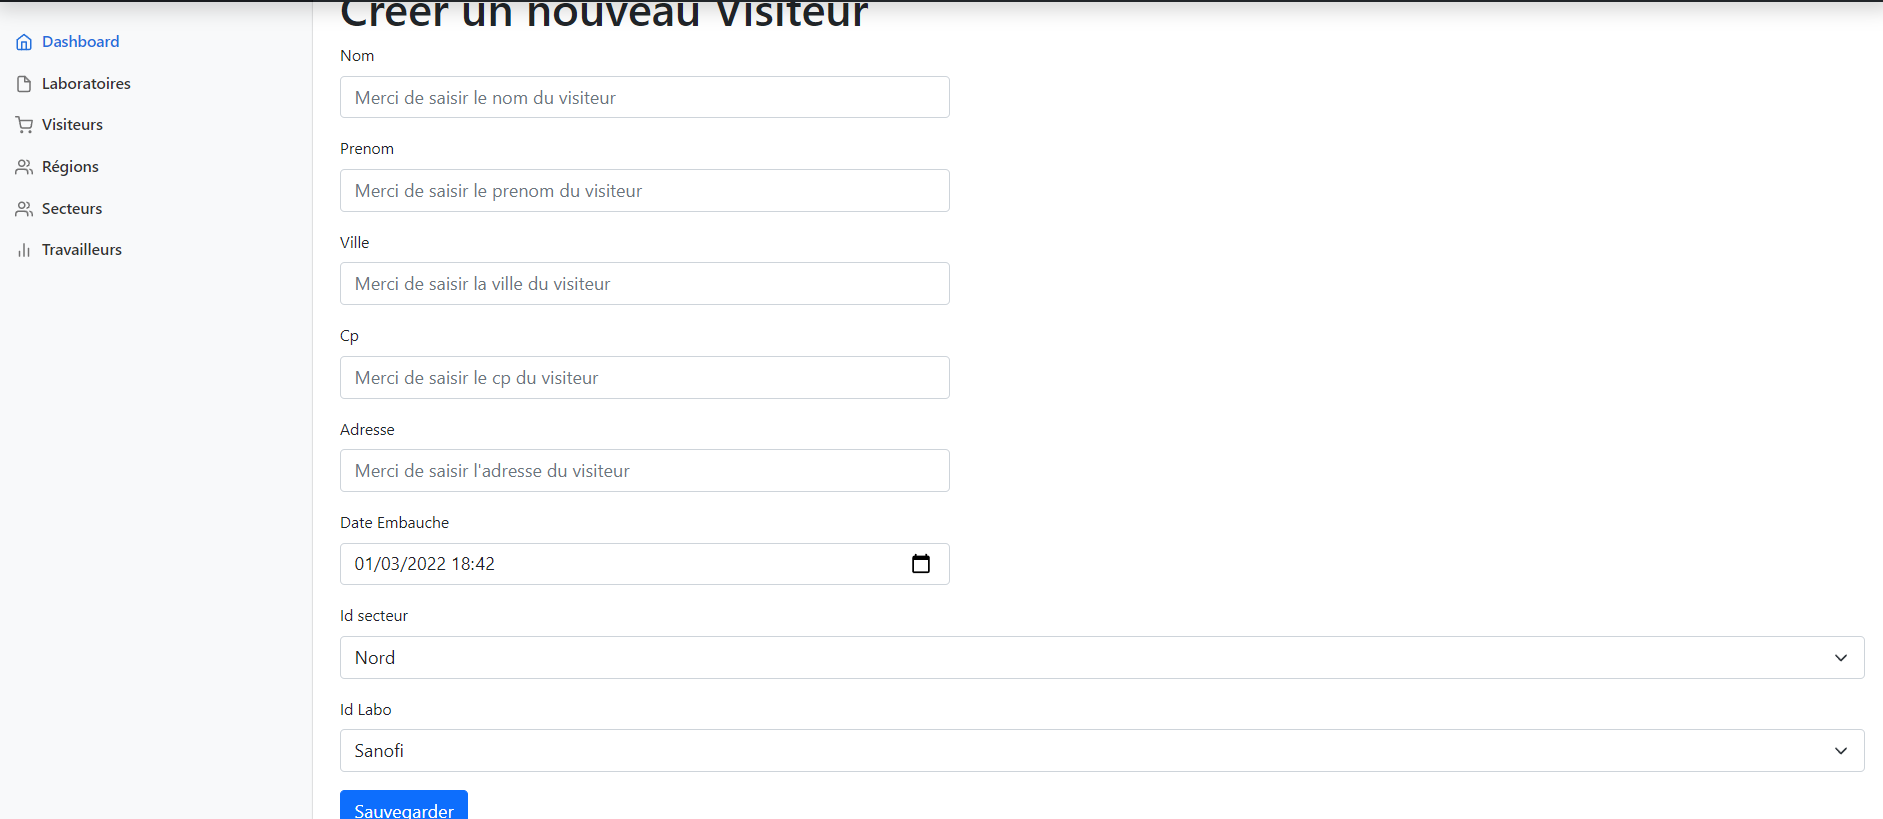 Créer un nouveau Visiteur
Dashboard
Laboratoires
Visiteurs
Régions
Secteurs
Travailleurs
Nom
Merci de saisir le nom du visiteur
Prenom
Merci de saisir le prenom du visiteur
Ville
Merci de saisir la ville du visiteur
Cp
Merci de saisir le cp du visiteur
Adresse
Merci de saisir l'adresse du visiteur
Date Embauche
01/03/2022 18:42
Id secteur
Nord
Id Labo
Sanofi
Sauvegarder